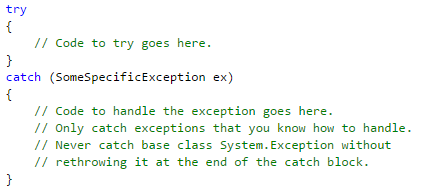 try
{
    // Code to try goes here.
}
catch (SomeSpecificException ex)
{
    // Code to handle the exception goes here.
    // Only catch exceptions that you know how to handle.
    // Never catch base class System.Exception without
    // rethrowing it at the end of the catch block.
}